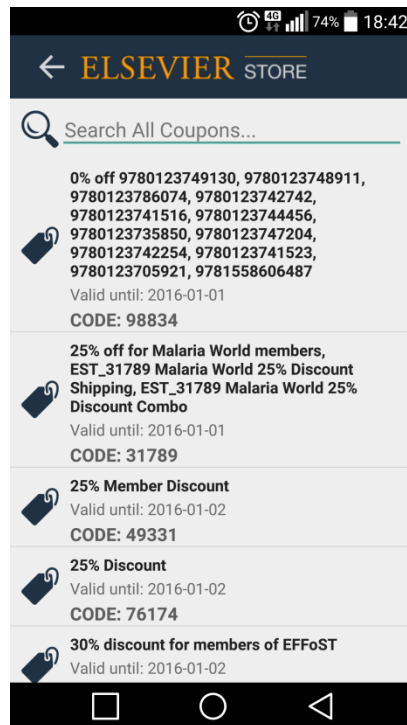 4G 74% 18:42
ELSEVIER STORE
Search All Coupons...
0% off 9780123749130, 9780123748911,
9780123786074, 9780123742742,
9780123741516, 9780123744456,
9780123735850, 9780123747204,
9780123742254, 9780123741523,
9780123705921, 9781558606487
Valid until: 2016-01-01
CODE: 98834
25% off for Malaria World members,
EST_31789 Malaria World 25% Discount
Shipping, EST_31789 Malaria World 25%
Discount Combo
Valid until: 2016-01-01
CODE: 31789
25% Member Discount
Valid until: 2016-01-02
CODE: 49331
25% Discount
Valid until: 2016-01-02
CODE: 76174
30% discount for members of EFFoST
Valid until: 2016-01-02